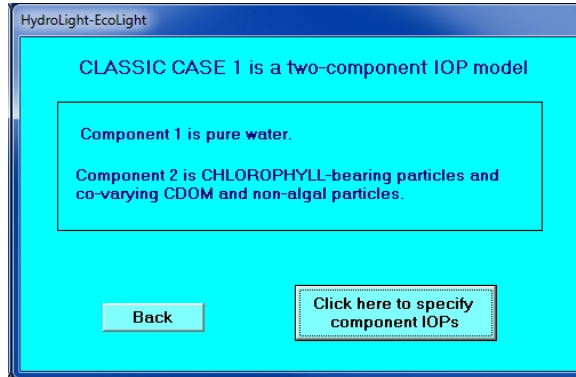 HydroLight-EcoLight
CLASSIC CASE 1 is a two-component IOP model
Component 1 is pure water.
Component 2 is CHLOROPHYLL-bearing particles and
co-varying CDOM and non-algal particles.
Back
Click here to specify
component IOPs